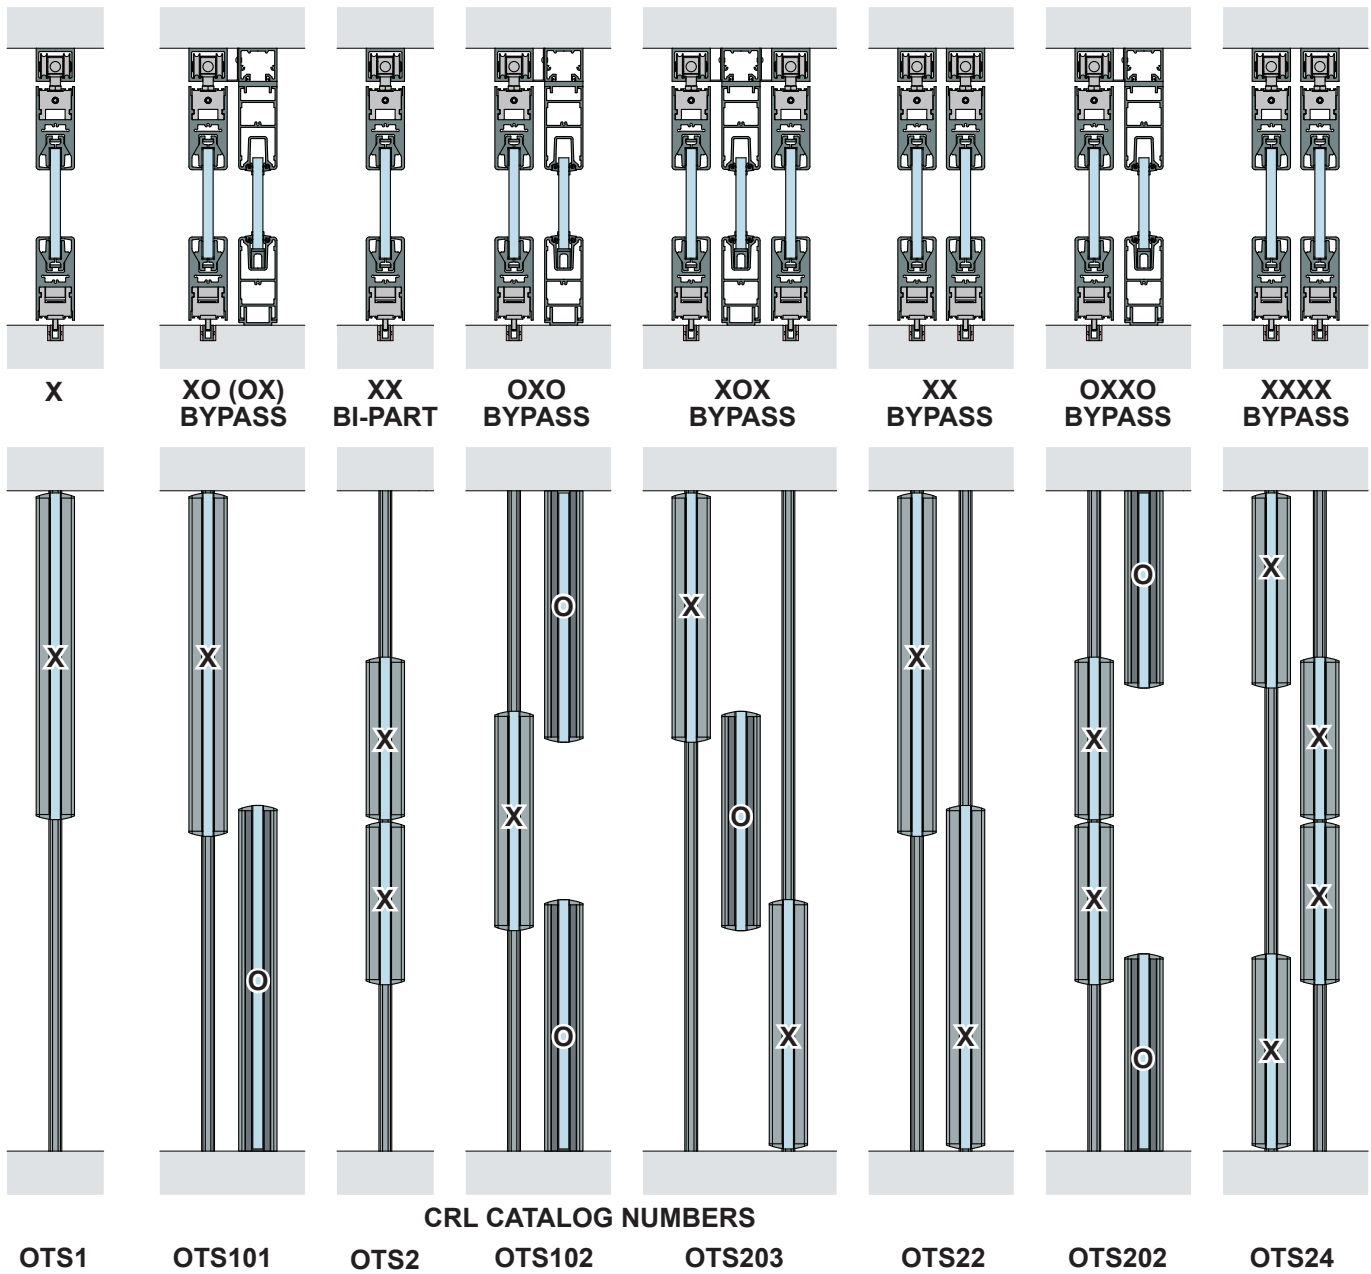 X
XO (OX)
BYPASS
XX
BI-PART
OXO
BYPASS
XOX
BYPASS
XX
BYPASS
OXXO
BYPASS
XXXX
BYPASS
X
X
O
X
X
O
X
O
X
O
X
X
X
O
X
X
O
X
X
X
X
CRL CATALOG NUMBERS
OTS1
OTS101
OTS2
OTS102
OTS203
OTS22
OTS202
OTS24